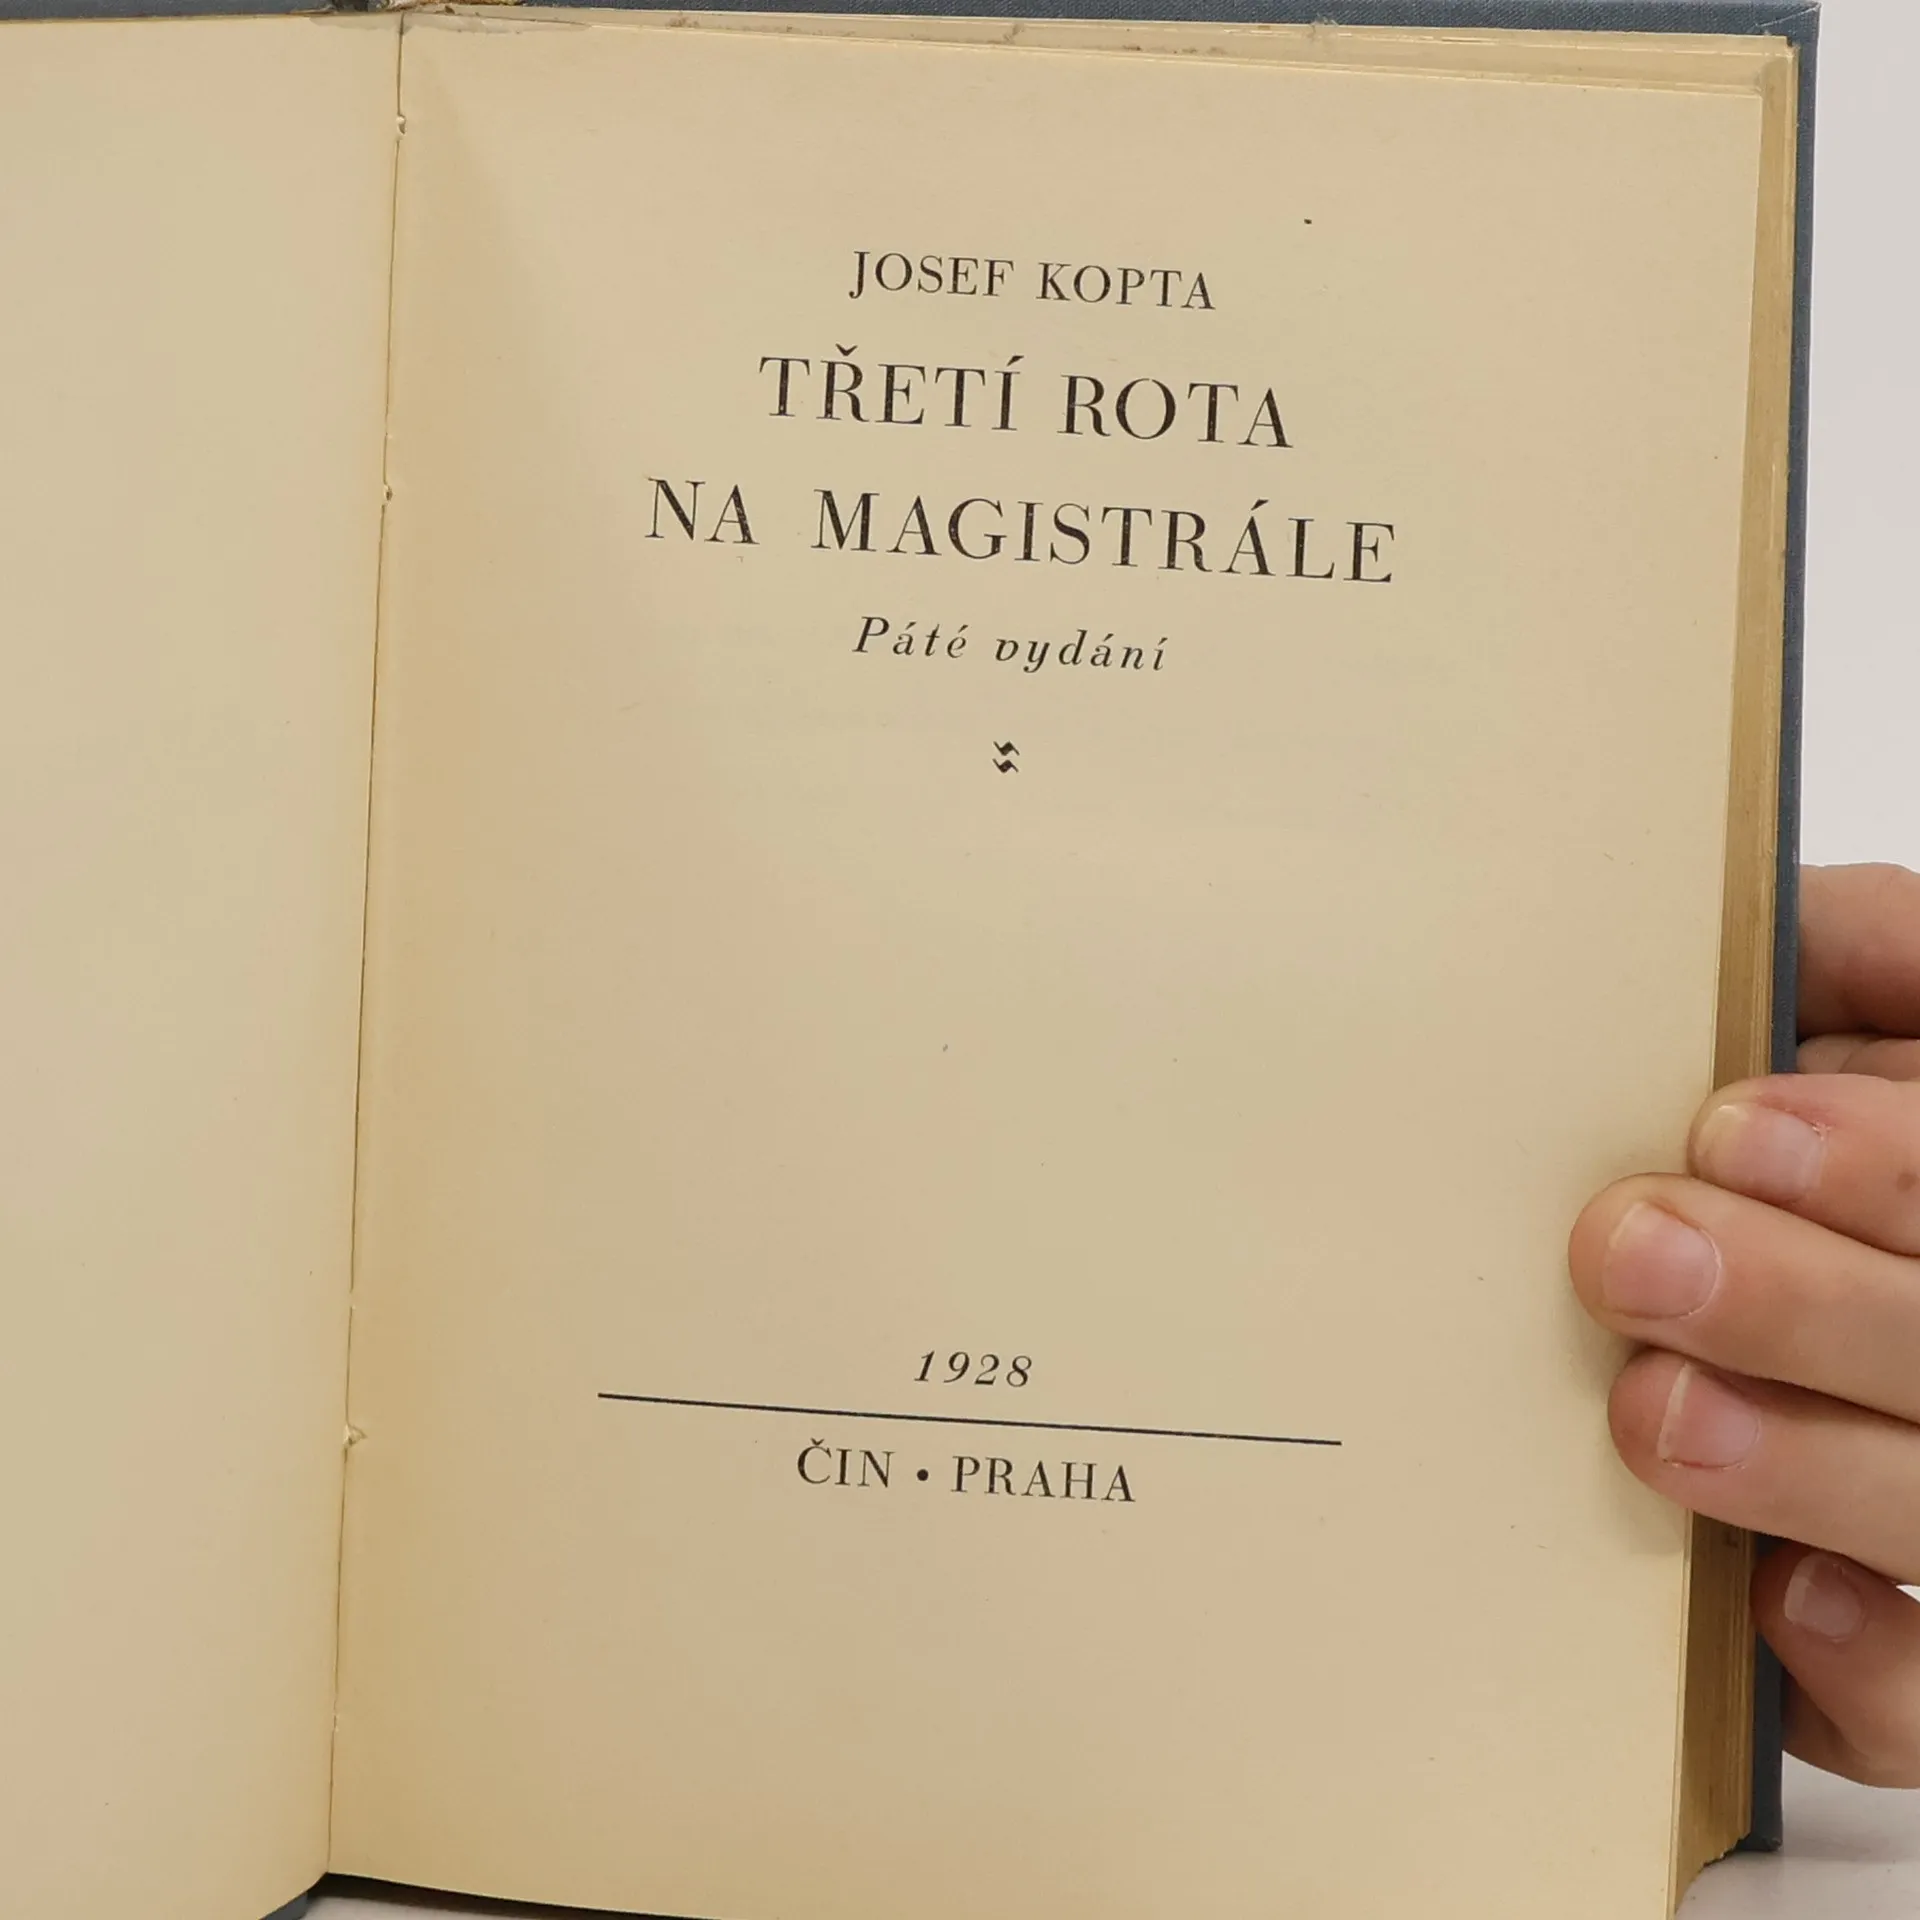 JOSEF KOPTA
TŘETÍ ROTA
NA MAGISTRÁLE
Páté vydání
1928
ČIN • PRAHA